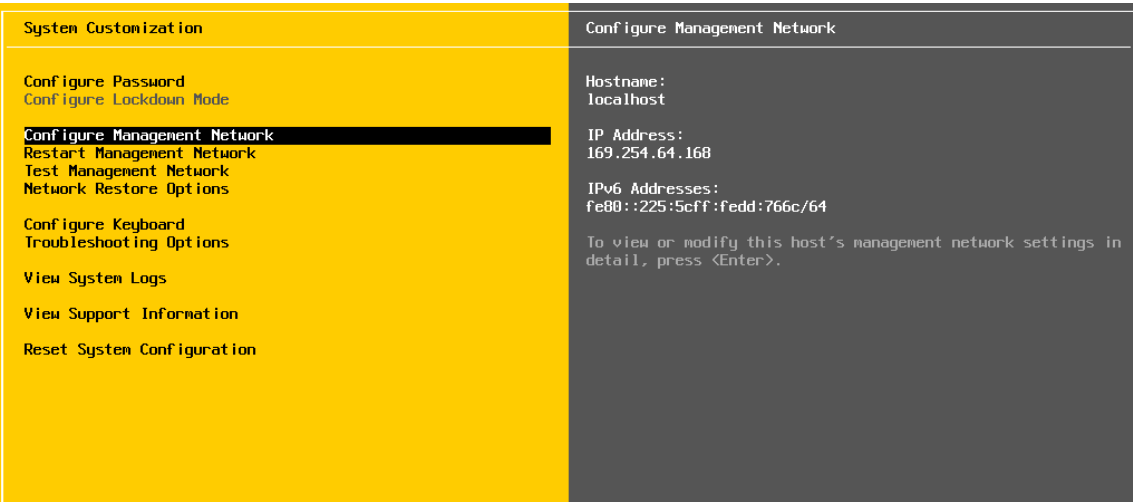 System Customization
Configure Password
Configure Lockdown Mode
Configure Management Network
Restart Management Network
Test Management Network
Network Restore Options
Configure Keyboard
Troubleshooting Options
View System Logs
View Support Information
Reset System Configuration
Configure Management Network
Hostname:
localhost
IP Address:
169.254.64.168
IPv6 Addresses:
fe80::225:5cff:fedd:766c/64
To view or modify this host's management network settings in
detail, press <Enter>.